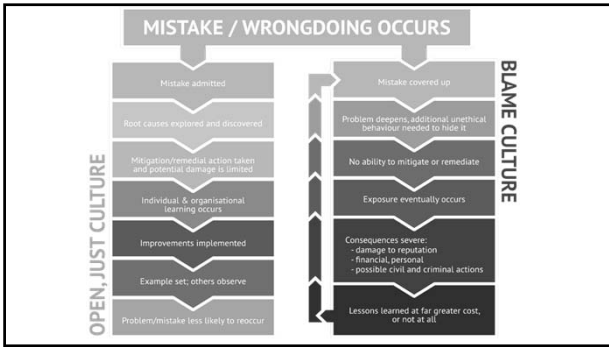 MISTAKE / WRONGDOING OCCURS
OPEN, JUST CULTURE
Mistake admitted
Root causes explored and discovered
Mitigation/remedial action taken
and potential damage is limited
Individual & organisational
learning occurs
Improvements implemented
Example set; others observe
Problem/mistake less likely to reoccur
BLAME CULTURE
Mistake covered up
Problem deepens, additional unethical
behaviour needed to hide it
No ability to mitigate or remediate
Exposure eventually occurs
Consequences severe:
- damage to reputation
- financial, personal
- possible civil and criminal actions
Lessons learned at far greater cost,
or not at all